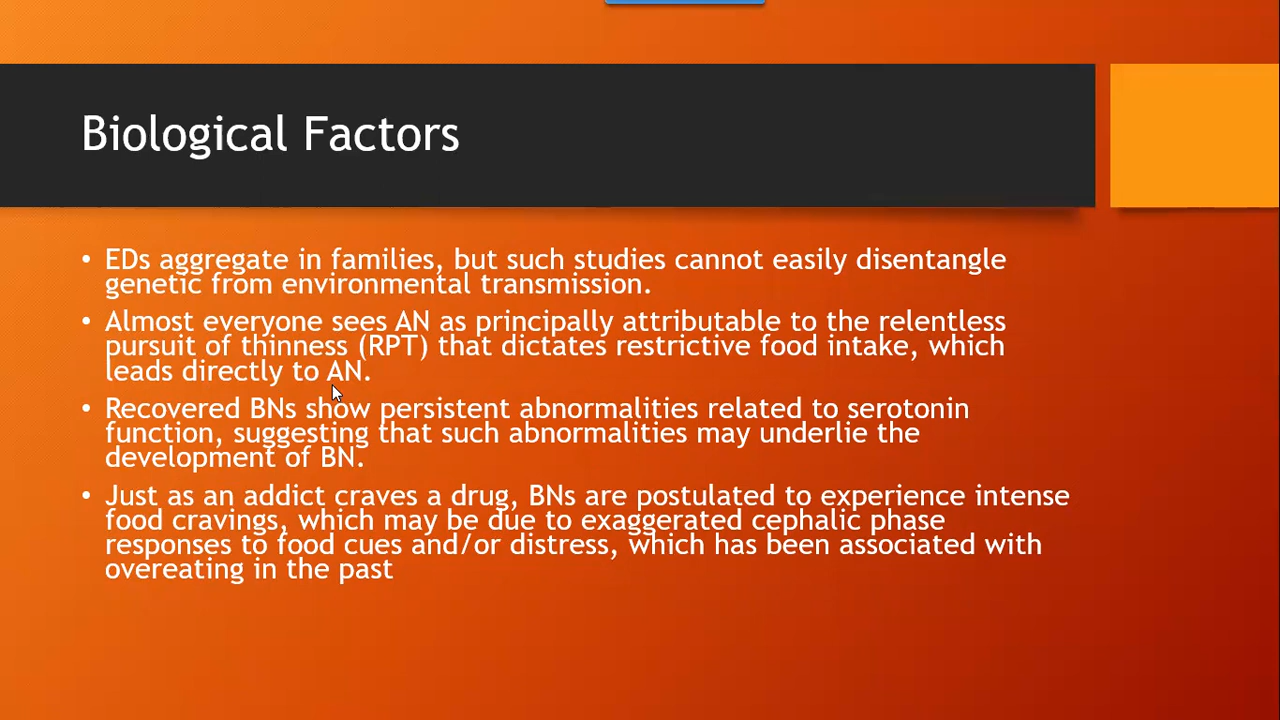 Biological Factors
• EDs aggregate in families, but such studies cannot easily disentangle
genetic from environmental transmission.
• Almost everyone sees AN as principally attributable to the relentless
pursuit of thinness (RPT) that dictates restrictive food intake, which
leads directly to AN.
• Recovered BNs show persistent abnormalities related to serotonin
function, suggesting that such abnormalities may underlie the
development of BN.
• Just as an addict craves a drug, BNs are postulated to experience intense
food cravings, which may be due to exaggerated cephalic phase
responses to food cues and/or distress, which has been associated with
overeating in the past